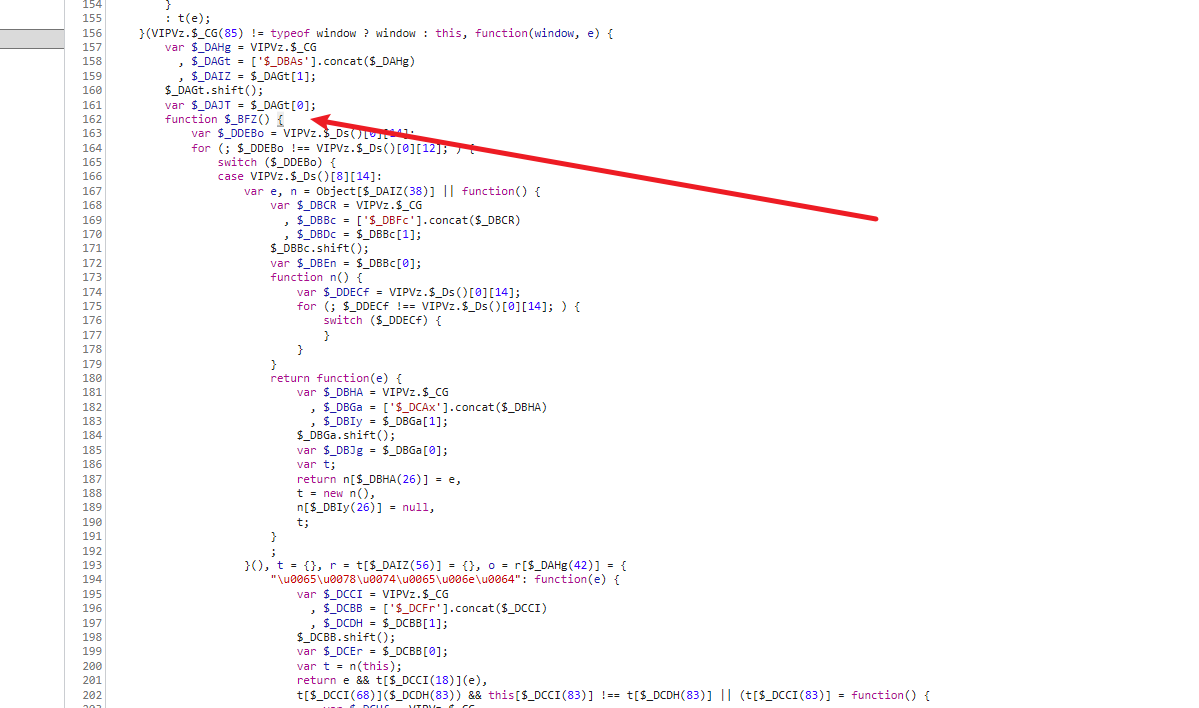 154 }
155 : t(e);
156 }(VIPVz.$_CG(85) != typeof window ? window : this, function(window, e) {
157 var $_DAHg = VIPVz.$_CG
158 , $_DAGt = ['$_DBAs'].concat($_DAHg)
159 , $_DAIZ = $_DAGt[1];
160 $_DAGt.shift();
161 var $_DAJT = $_DAGt[0];
162 function $_BFZ() {
163 var $_DDEBo = VIPVz.$_Ds()[0][14];
164 for (; $_DDEBo !== VIPVz.$_Ds()[0][12]; ) {
165 switch ($_DDEBo) {
166 case VIPVz.$_Ds()[8][14]:
167 var e, n = Object[$_DAIZ(38)] || function() {
168 var $_DBCR = VIPVz.$_CG
169 , $_DBBc = ['$_DBFc'].concat($_DBCR)
170 , $_DBDc = $_DBBc[1];
171 $_DBBc.shift();
172 var $_DBEn = $_DBBc[0];
173 function n() {
174 var $_DDECf = VIPVz.$_Ds()[0][14];
175 for (; $_DDECf !== VIPVz.$_Ds()[0][14]; ) {
176 switch ($_DDECf) {
177 }
178 }
179 }
180 return function(e) {
181 var $_DBHA = VIPVz.$_CG
182 , $_DBGa = ['$_DCAx'].concat($_DBHA)
183 , $_DBIy = $_DBGa[1];
184 $_DBGa.shift();
185 var $_DBJg = $_DBGa[0];
186 var t;
187 return n[$_DBHA(26)] = e,
188 t = new n(),
189 n[$_DBIy(26)] = null,
190 t;
191 }
192 ;
193 }(), t = {}, r = t[$_DAIZ(56)] = {}, o = r[$_DAHg(42)] = {
194 "\u0065\u0078\u0074\u0065\u006e\u0064": function(e) {
195 var $_DCCI = VIPVz.$_CG
196 , $_DCBB = ['$_DCFr'].concat($_DCCI)
197 , $_DCDH = $_DCBB[1];
198 $_DCBB.shift();
199 var $_DCEr = $_DCBB[0];
200 var t = n(this);
201 return e && t[$_DCCI(18)](e),
202 t[$_DCCI(68)]($_DCDH(83)) && this[$_DCCI(83)] !== t[$_DCDH(83)] || (t[$_DCCI(83)] = function() {